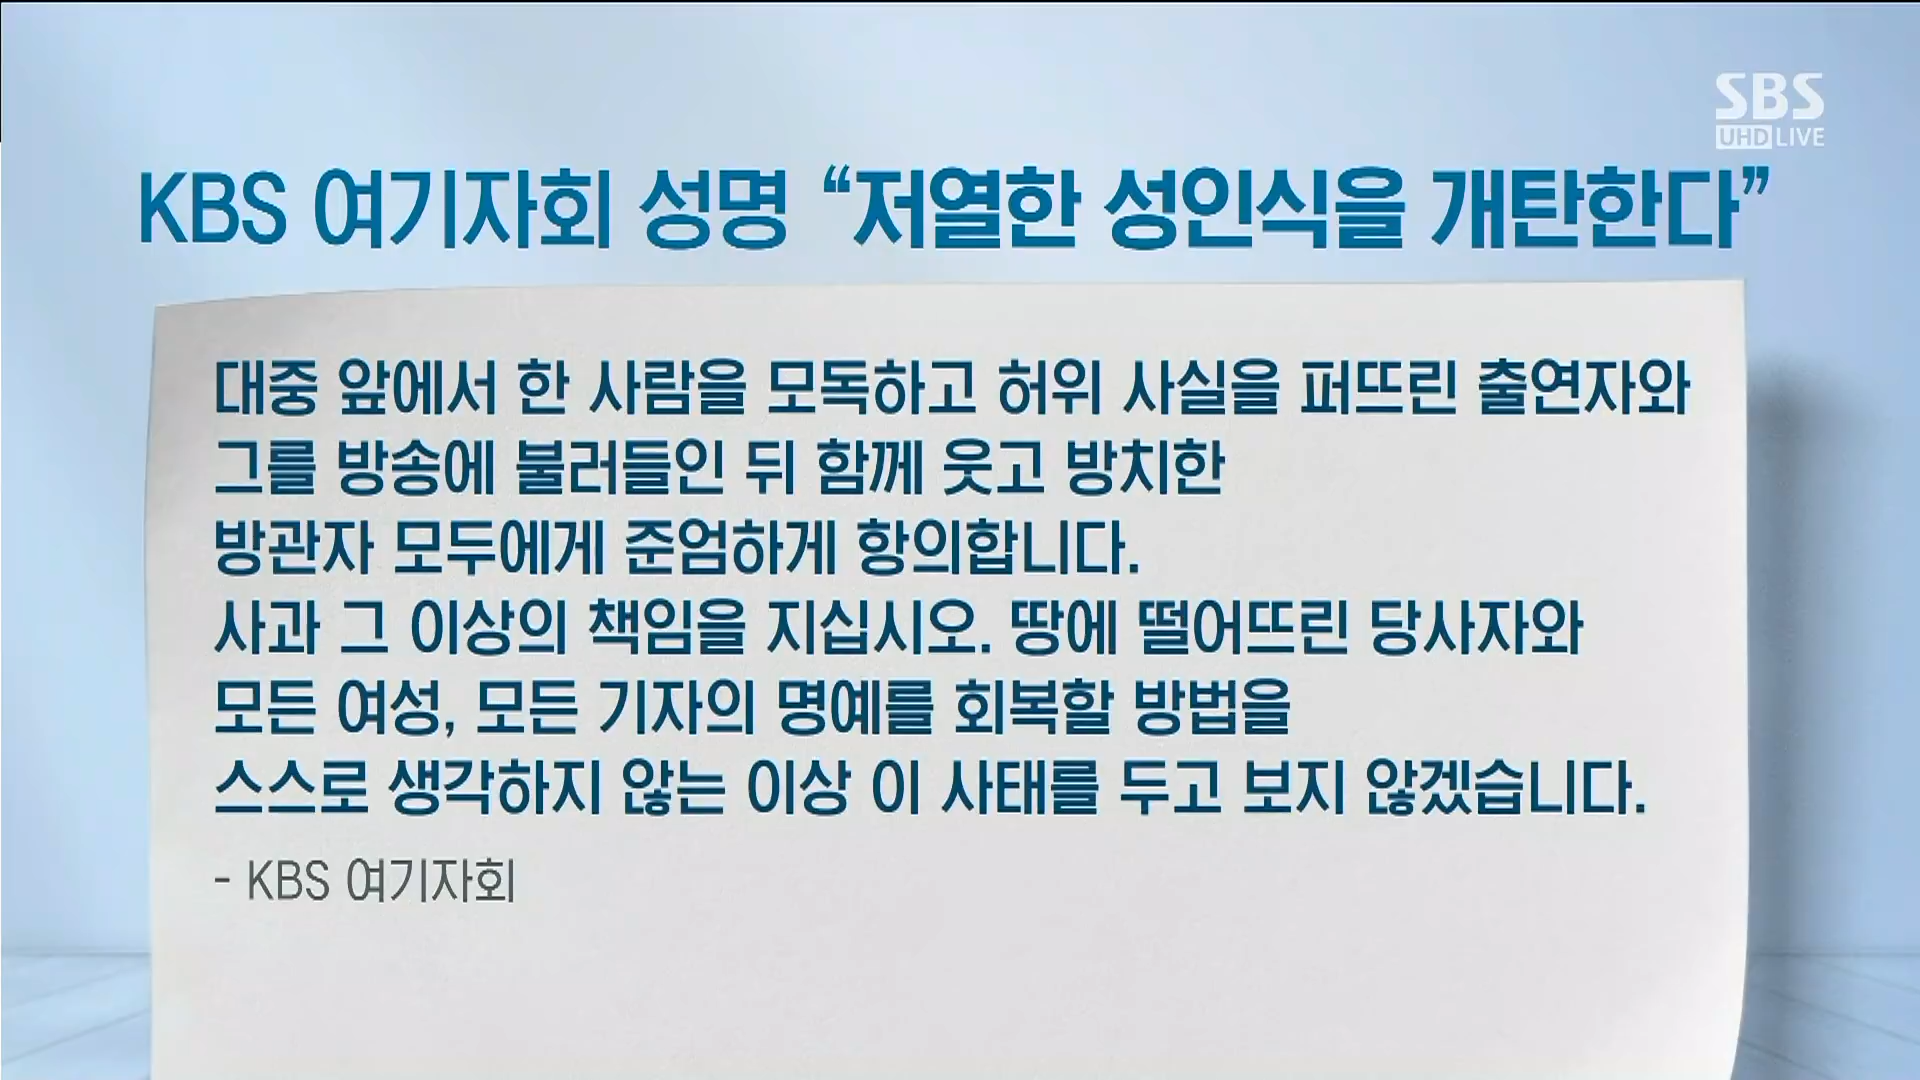 SBS
UHD LIVE
KBS 여기자회 성명 “저열한 성인식을 개탄한다”
대중 앞에서 한 사람을 모독하고 허위 사실을 퍼뜨린 출연자와
그를 방송에 불러들인 뒤 함께 웃고 방치한
방관자 모두에게 준엄하게 항의합니다.
사과 그 이상의 책임을 지십시오. 땅에 떨어뜨린 당사자와
모든 여성, 모든 기자의 명예를 회복할 방법을
스스로 생각하지 않는 이상 이 사태를 두고 보지 않겠습니다.
- KBS 여기자회